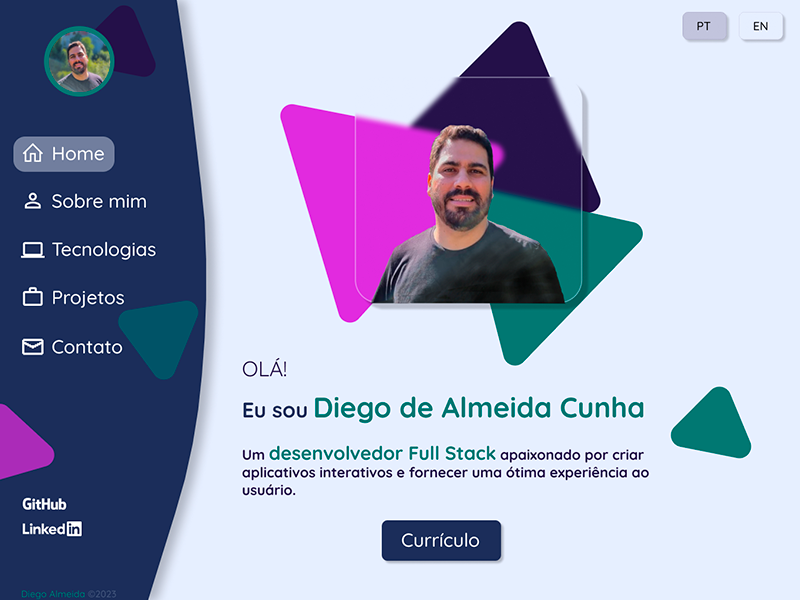 PT
EN
Home
Sobre mim
Tecnologias
Projetos
Contato
GitHub
Linkedin
Diego Almeida ©2023
OLÁ!
Eu sou Diego de Almeida Cunha
Um desenvolvedor Full Stack apaixonado por criar
aplicativos interativos e fornecer uma ótima experiência ao
usuário.
Currículo